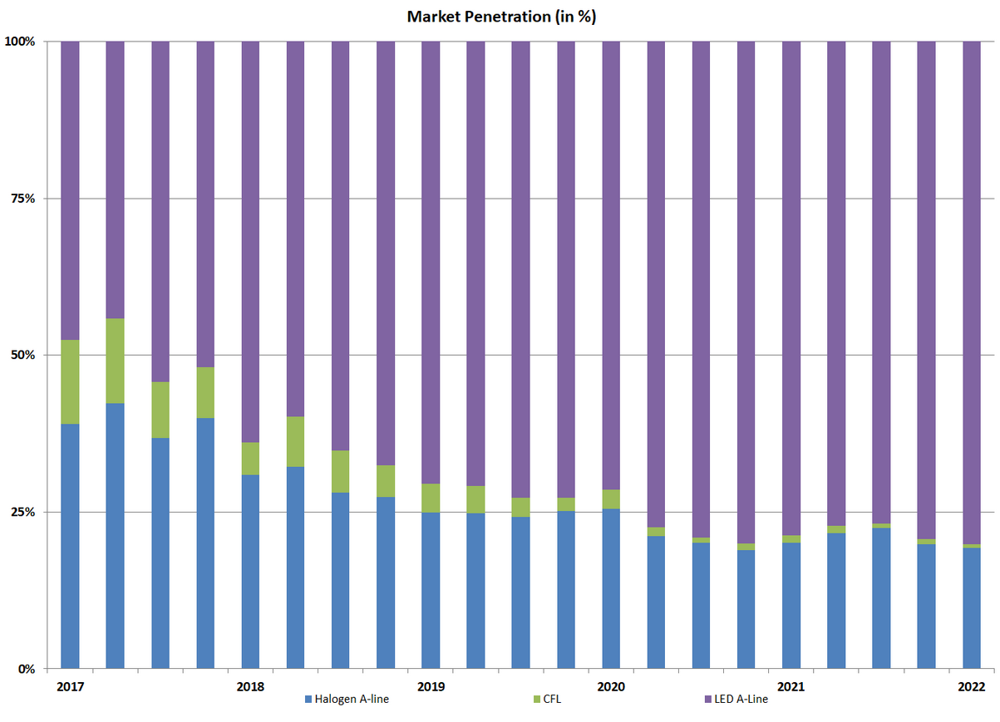 Market Penetration (in %)
100%
75%
50%
25%
0%
2017 2018 2019 2020 2021 2022
Halogen A-line CFL LED A-Line